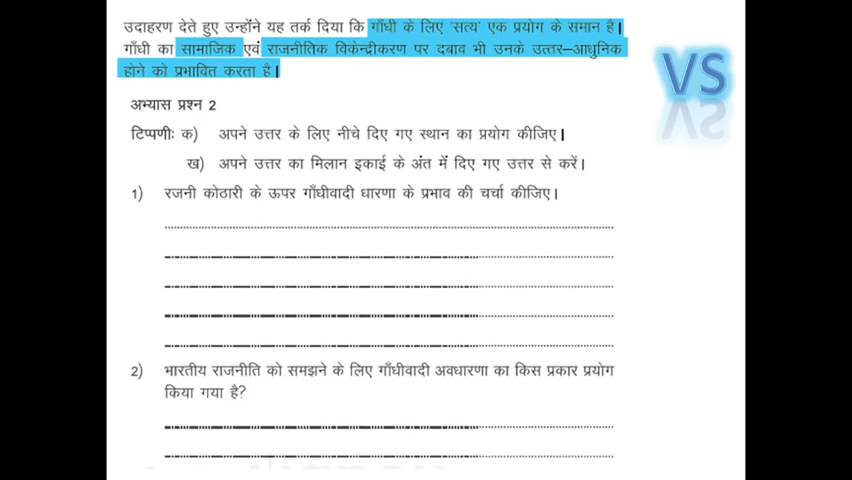 उदाहरण देते हुए उन्होंने यह तर्क दिया कि गाँधी के लिए 'सत्य' एक प्रयोग के समान है।
गाँधी का सामाजिक एवं राजनीतिक विकेन्द्रीकरण पर दबाव भी उनके उत्तर–आधुनिक
होने को प्रभावित करता है।
VS
अभ्यास प्रश्न 2
टिप्पणीः क) अपने उत्तर के लिए नीचे दिए गए स्थान का प्रयोग कीजिए।
ख) अपने उत्तर का मिलान इकाई के अंत में दिए गए उत्तर से करें।
1) रजनी कोठारी के ऊपर गाँधीवादी धारणा के प्रभाव की चर्चा कीजिए।
2) भारतीय राजनीति को समझने के लिए गाँधीवादी अवधारणा का किस प्रकार प्रयोग
किया गया है?